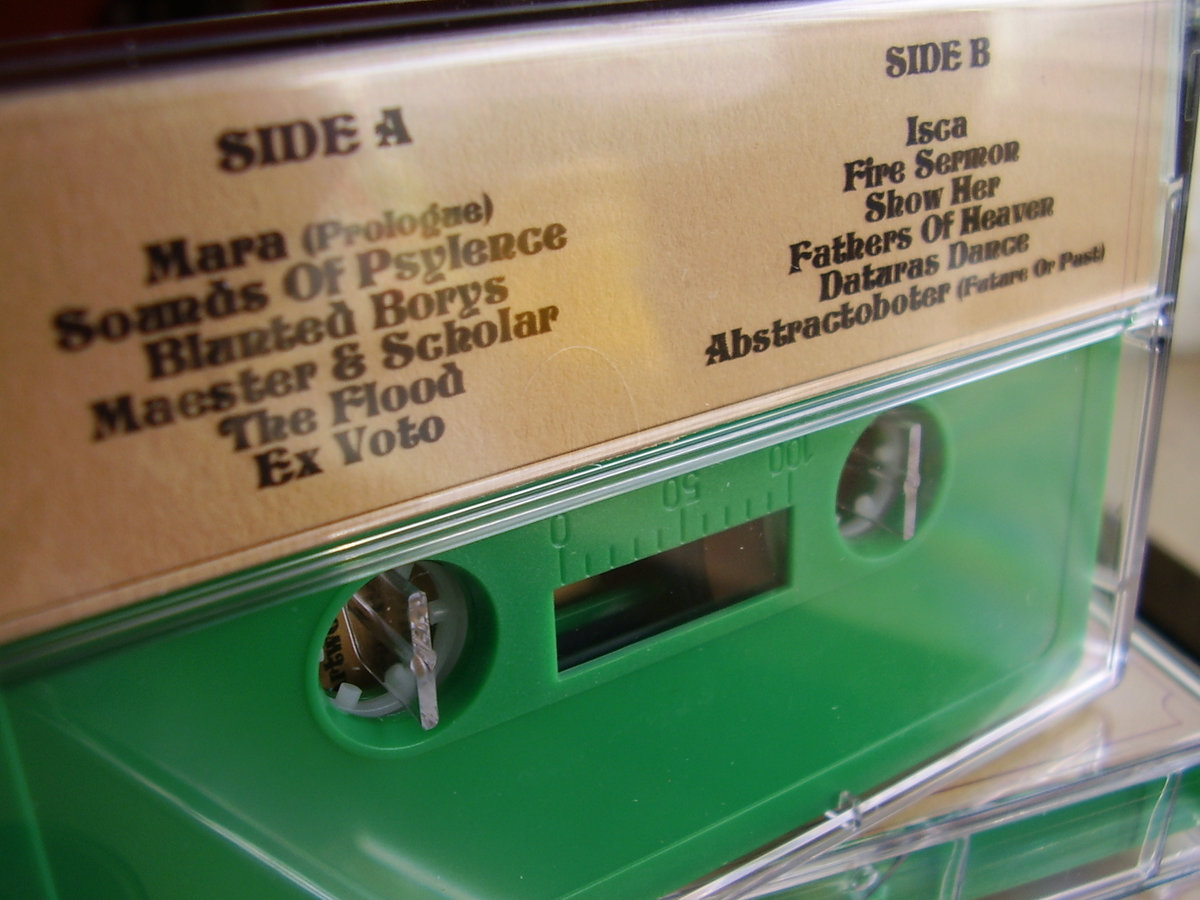 SIDE A
Mara (Prologue)
Sounds Of Psylence
Blunted Borys
Maester & Scholar
The Flood
Ex Voto
SIDE B
Isca
Fire Sermon
Show Her
Fathers Of Heaven
Daturas Dance
Abstractoboter (Future Or Past)
0 50 100